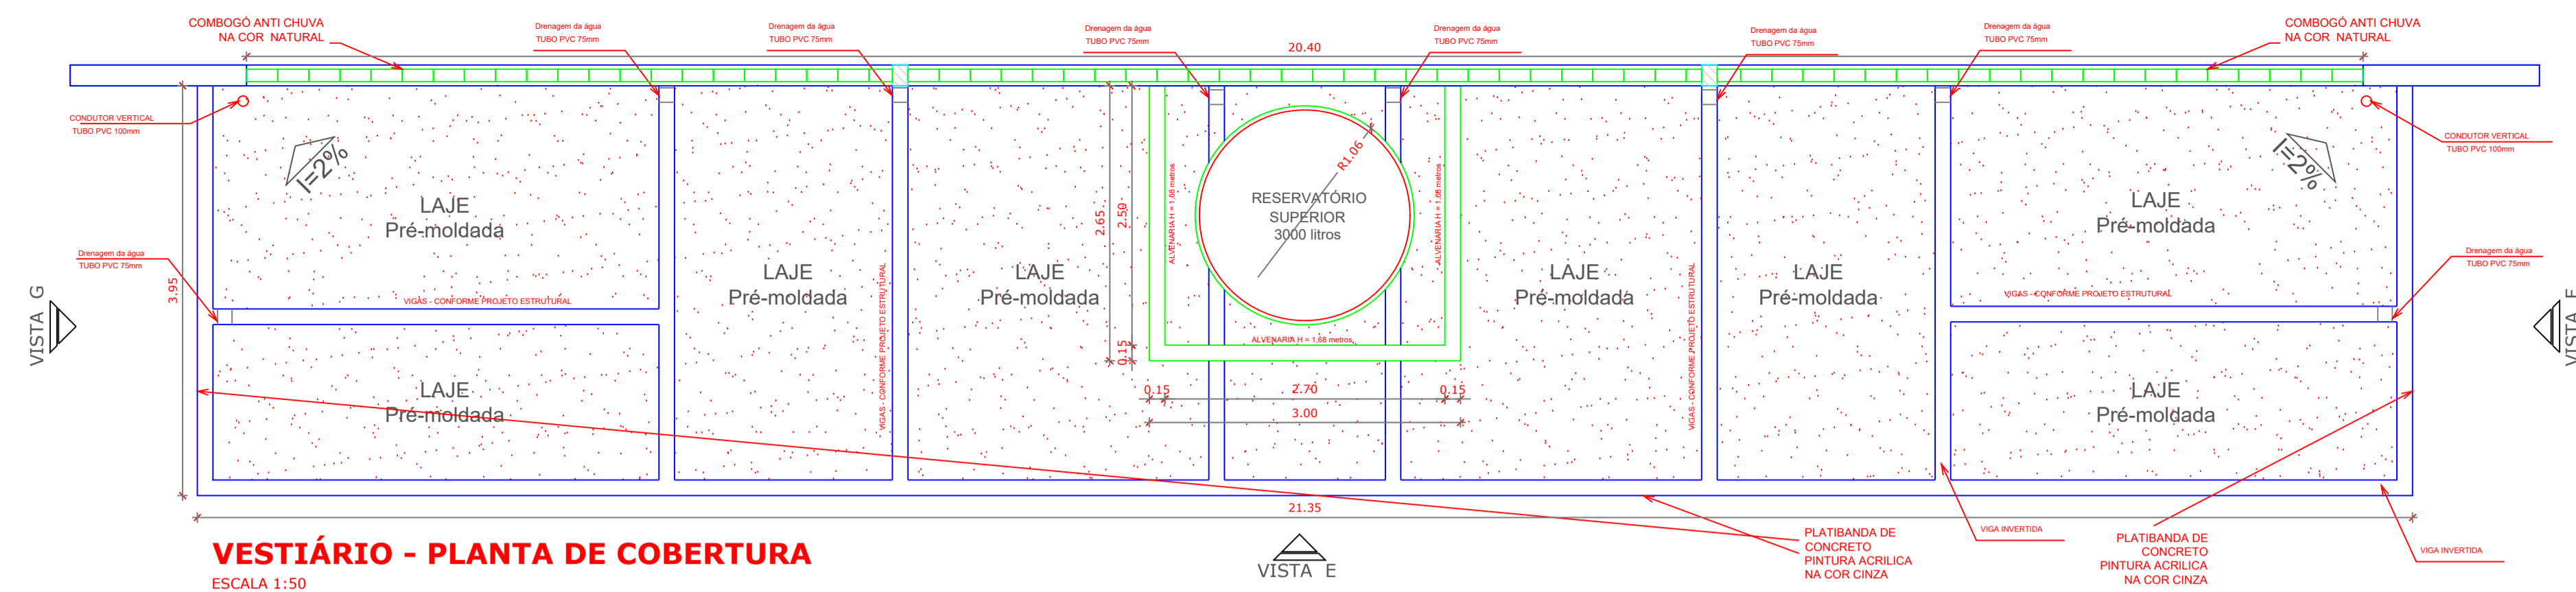 COMBOGÓ ANTI CHUVA
NA COR NATURAL
Drenagem da água
TUBO PVC 75mm
Drenagem da água
TUBO PVC 75mm
Drenagem da água
TUBO PVC 75mm
Drenagem da água
TUBO PVC 75mm
Drenagem da água
TUBO PVC 75mm
Drenagem da água
TUBO PVC 75mm
COMBOGÓ ANTI CHUVA
NA COR NATURAL
20.40
CONDUTOR VERTICAL
TUBO PVC 100mm
I=2%
LAJE
Pré-moldada
Drenagem da água
TUBO PVC 75mm
3.95
VIGAS - CONFORME PROJETO ESTRUTURAL
VISTA G
LAJE
Pré-moldada
LAJE
Pré-moldada
VIGAS - CONFORME PROJETO ESTRUTURAL
LAJE
Pré-moldada
2.65
2.50
0.15
ALVENARIA H = 1,68 metros
R1.06
RESERVATÓRIO
SUPERIOR
3000 litros
ALVENARIA H = 1,68 metros
ALVENARIA H = 1,68 metros
0.15
2.70
0.15
3.00
LAJE
Pré-moldada
VIGAS - CONFORME PROJETO ESTRUTURAL
LAJE
Pré-moldada
I=2%
LAJE
Pré-moldada
CONDUTOR VERTICAL
TUBO PVC 100mm
Drenagem da água
TUBO PVC 75mm
VIGAS - CONFORME PROJETO ESTRUTURAL
LAJE
Pré-moldada
VISTA F
21.35
VESTIÁRIO - PLANTA DE COBERTURA
ESCALA 1:50
VISTA E
PLATIBANDA DE
CONCRETO
PINTURA ACRILICA
NA COR CINZA
VIGA INVERTIDA
PLATIBANDA DE
CONCRETO
PINTURA ACRILICA
NA COR CINZA
VIGA INVERTIDA